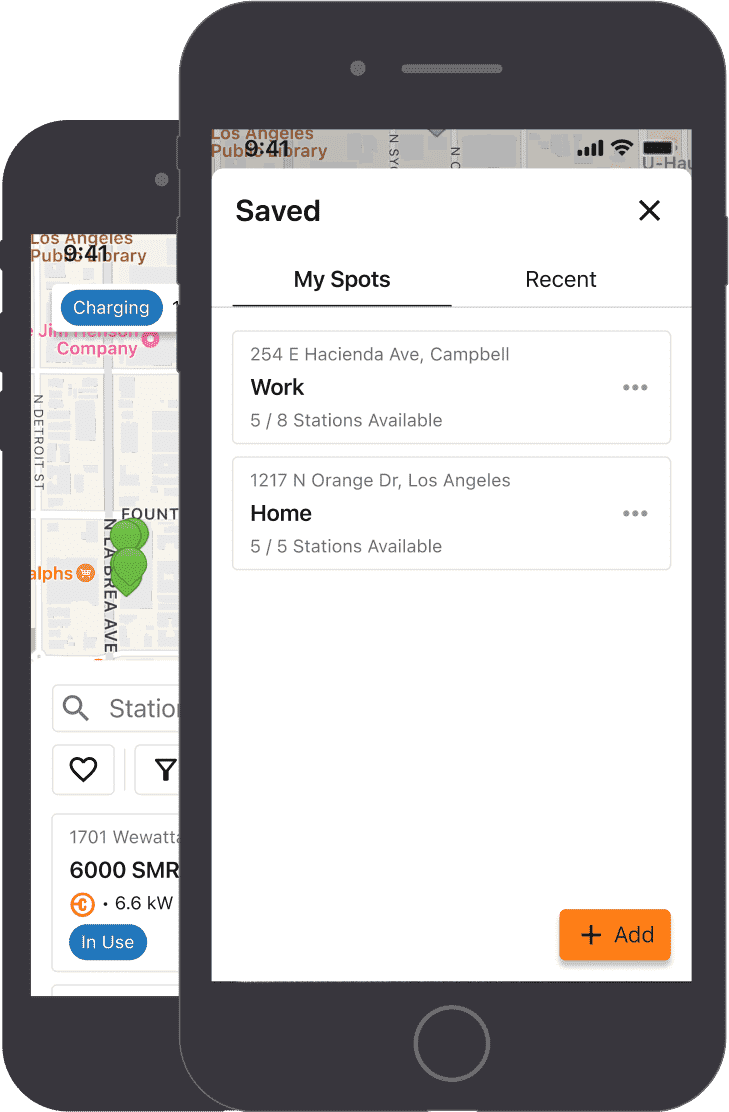 Los Angeles
Public Library
9:41
N SY
N O
U-Hau
Saved
My Spots
Recent
254 E Hacienda Ave, Campbell
Work
5 / 8 Stations Available
1217 N Orange Dr, Los Angeles
Home
5 / 5 Stations Available
+ Add
Los Angeles
Public Library
9:41
Charging
e Jim Henson
Company
N DETROIT ST
FOUNT
N LA BREA AVE
alphs
Station
1701 Wewatta
6000 SMR
• 6.6 kW
In Use